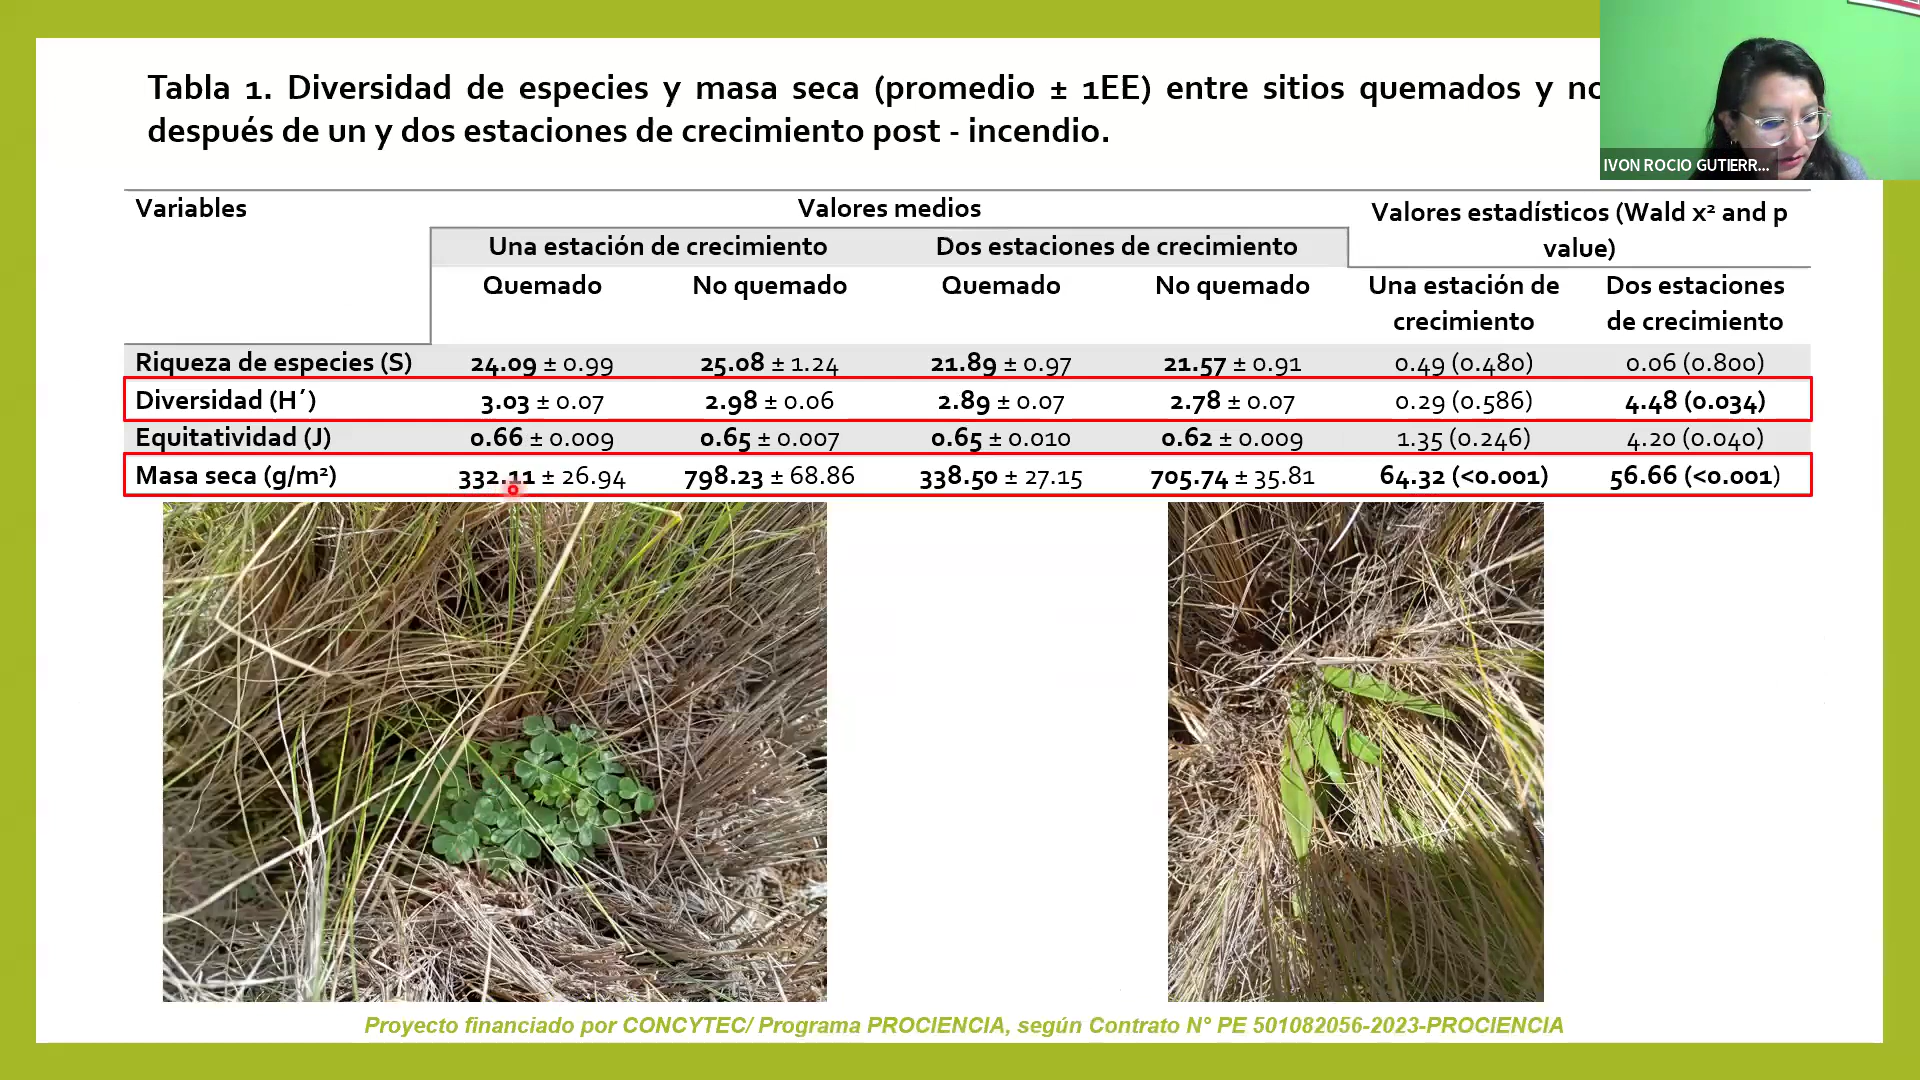 Tabla 1. Diversidad de especies y masa seca (promedio ± 1EE) entre sitios quemados y no
después de un y dos estaciones de crecimiento post - incendio.
IVON ROCIO GUTIERR...
Variables Valores medios Valores estadísticos (Wald x² and p value)
Una estación de crecimiento Dos estaciones de crecimiento
Quemado No quemado Quemado No quemado Una estación de crecimiento Dos estaciones de crecimiento
Riqueza de especies (S) 24.09 ± 0.99 25.08 ± 1.24 21.89 ± 0.97 21.57 ± 0.91 0.49 (0.480) 0.06 (0.800)
Diversidad (H´) 3.03 ± 0.07 2.98 ± 0.06 2.89 ± 0.07 2.78 ± 0.07 0.29 (0.586) 4.48 (0.034)
Equitatividad (J) 0.66 ± 0.009 0.65 ± 0.007 0.65 ± 0.010 0.62 ± 0.009 1.35 (0.246) 4.20 (0.040)
Masa seca (g/m²) 332.11 ± 26.94 798.23 ± 68.86 338.50 ± 27.15 705.74 ± 35.81 64.32 (<0.001) 56.66 (<0.001)
Proyecto financiado por CONCYTEC/ Programa PROCIENCIA, según Contrato N° PE 501082056-2023-PROCIENCIA